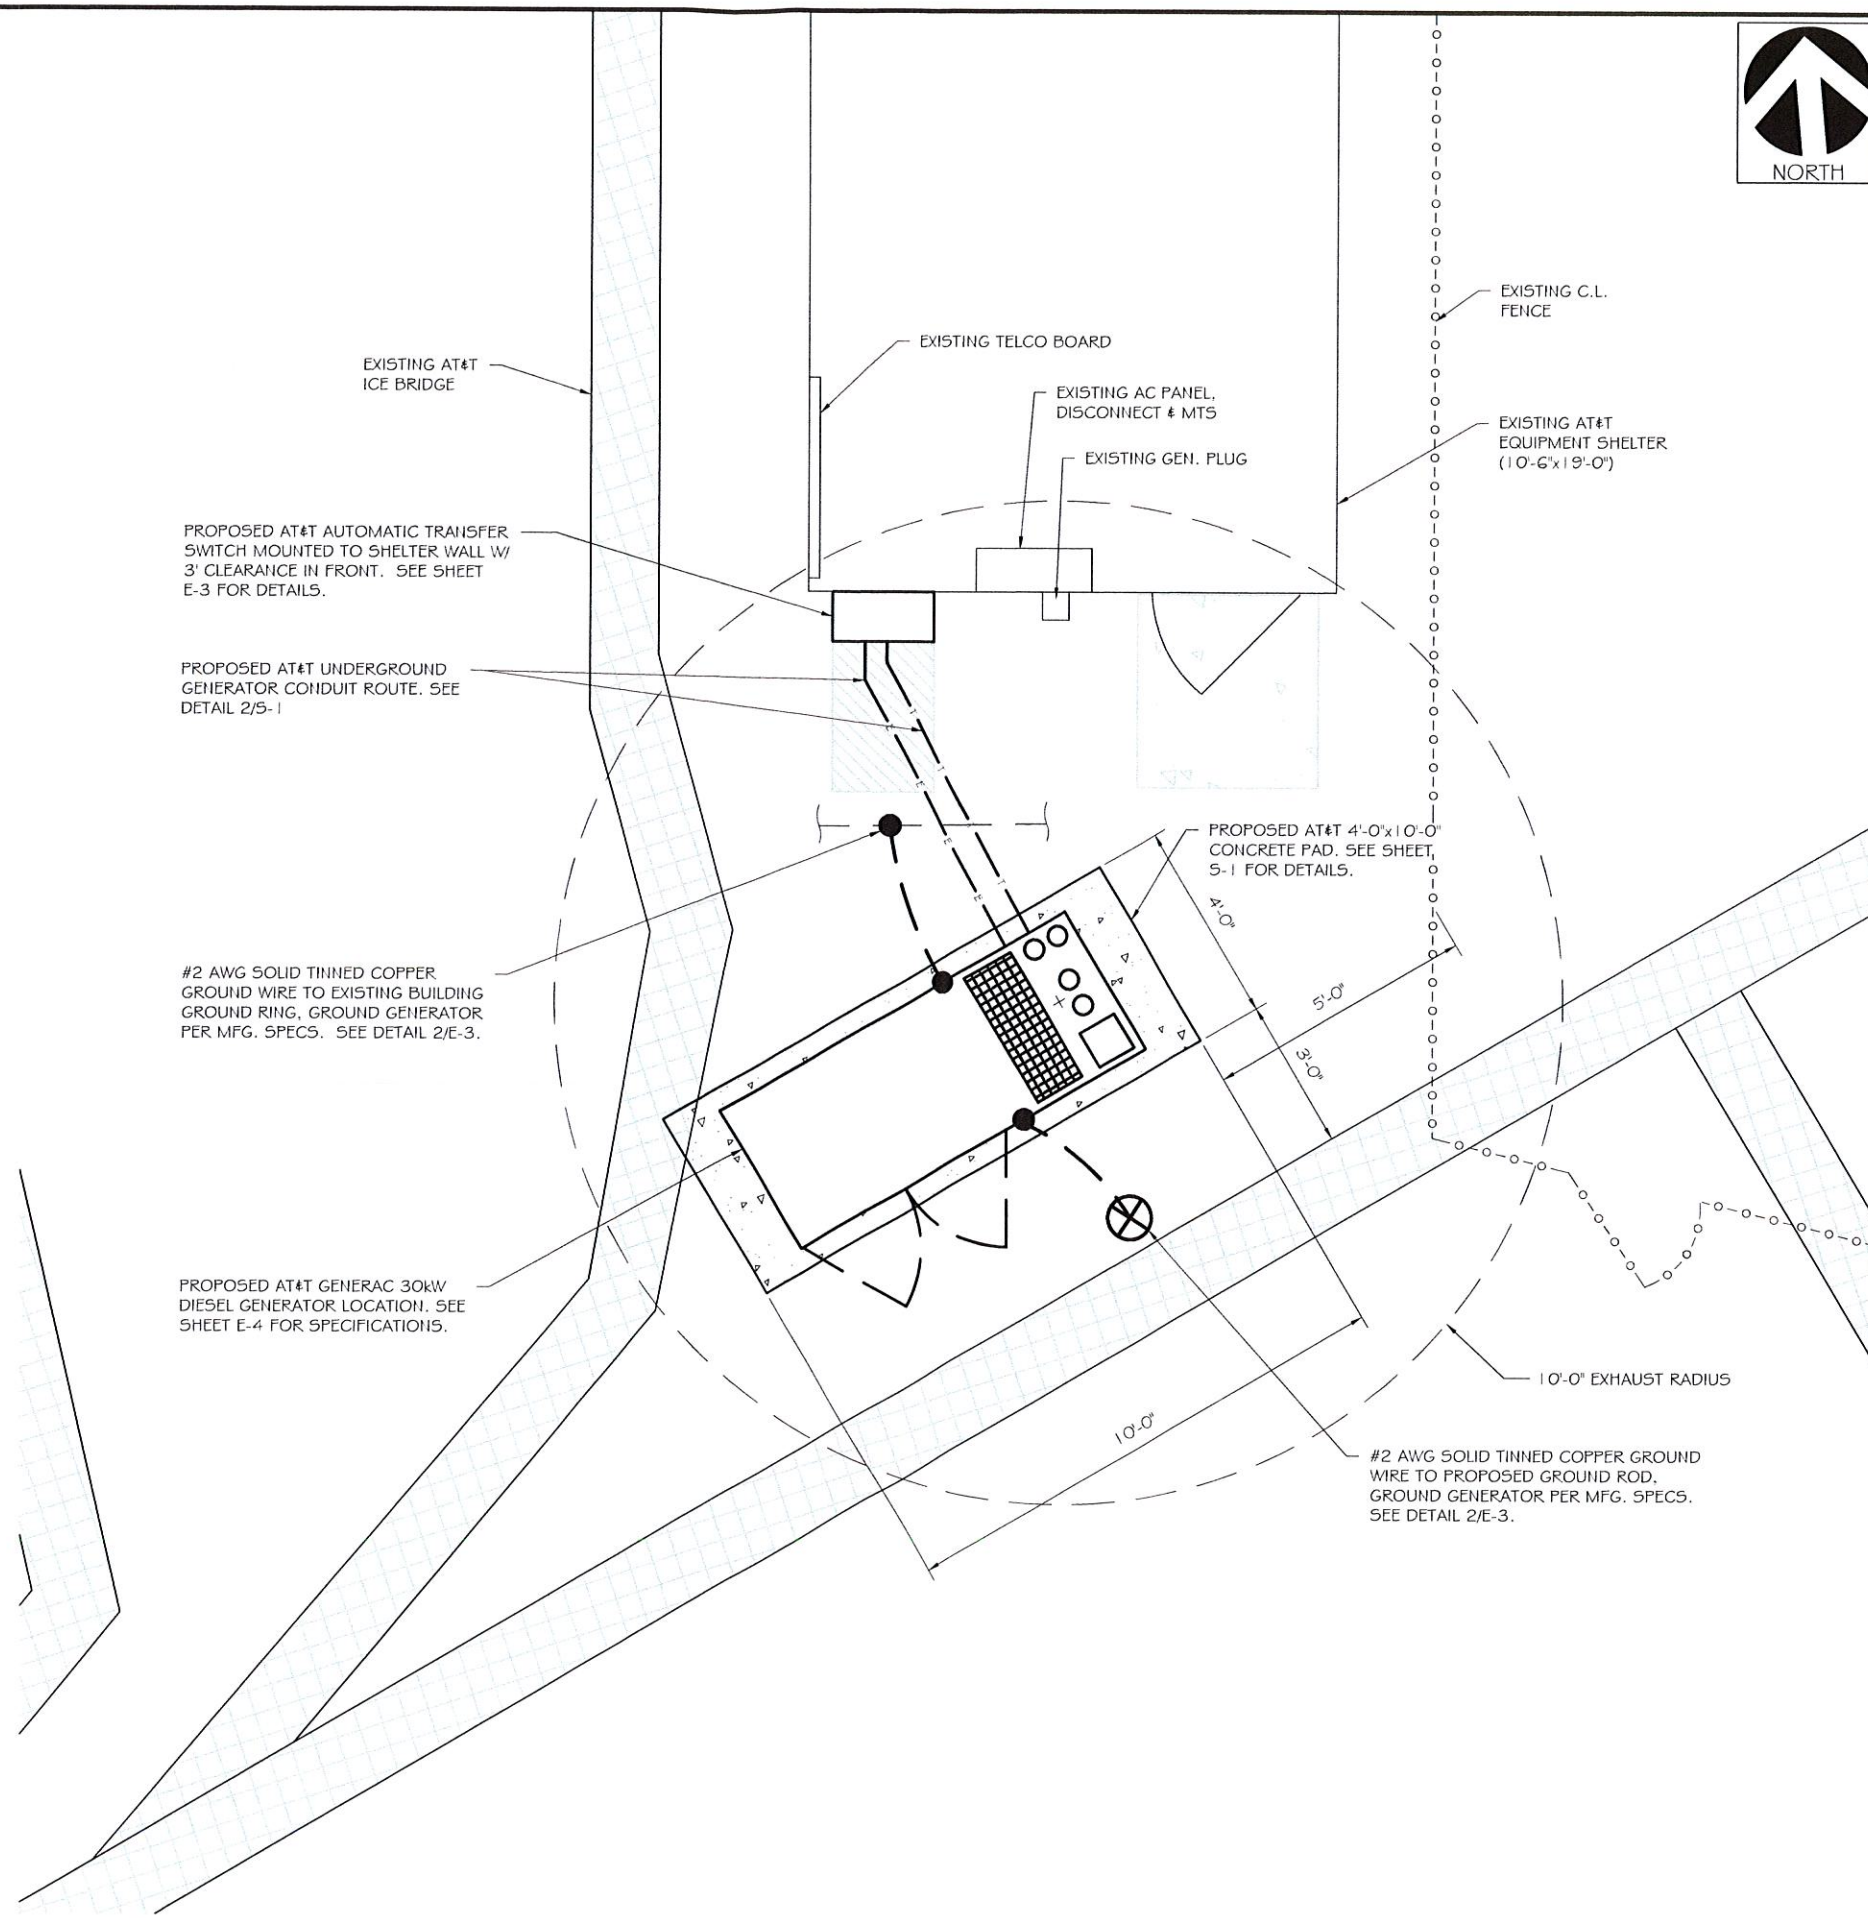 NORTH
EXISTING C.L.
FENCE
EXISTING TELCO BOARD
EXISTING AT&T
ICE BRIDGE
EXISTING AC PANEL,
DISCONNECT & MTS
EXISTING AT&T
EQUIPMENT SHELTER
(10'-6"x19'-0")
EXISTING GEN. PLUG
PROPOSED AT&T AUTOMATIC TRANSFER
SWITCH MOUNTED TO SHELTER WALL W/
3' CLEARANCE IN FRONT. SEE SHEET
E-3 FOR DETAILS.
PROPOSED AT&T UNDERGROUND
GENERATOR CONDUIT ROUTE. SEE
DETAIL 2/S-1
E
T
T
E
E
T
E
PROPOSED AT&T 4'-0"x10'-0"
CONCRETE PAD. SEE SHEET
S-1 FOR DETAILS.
4'-0"
#2 AWG SOLID TINNED COPPER
GROUND WIRE TO EXISTING BUILDING
GROUND RING, GROUND GENERATOR
PER MFG. SPECS. SEE DETAIL 2/E-3.
5'-0"
3'-0"
PROPOSED AT&T GENERAC 30kW
DIESEL GENERATOR LOCATION. SEE
SHEET E-4 FOR SPECIFICATIONS.
10'-0" EXHAUST RADIUS
10'-0"
#2 AWG SOLID TINNED COPPER GROUND
WIRE TO PROPOSED GROUND ROD,
GROUND GENERATOR PER MFG. SPECS.
SEE DETAIL 2/E-3.